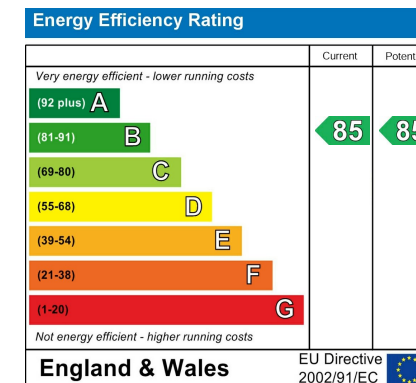 Energy Efficiency Rating
Current Potent
Very energy efficient - lower running costs
(92 plus) A
(81-91) B 85 85
(69-80) C
(55-68) D
(39-54) E
(21-38) F
(1-20) G
Not energy efficient - higher running costs
England & Wales
EU Directive
2002/91/EC